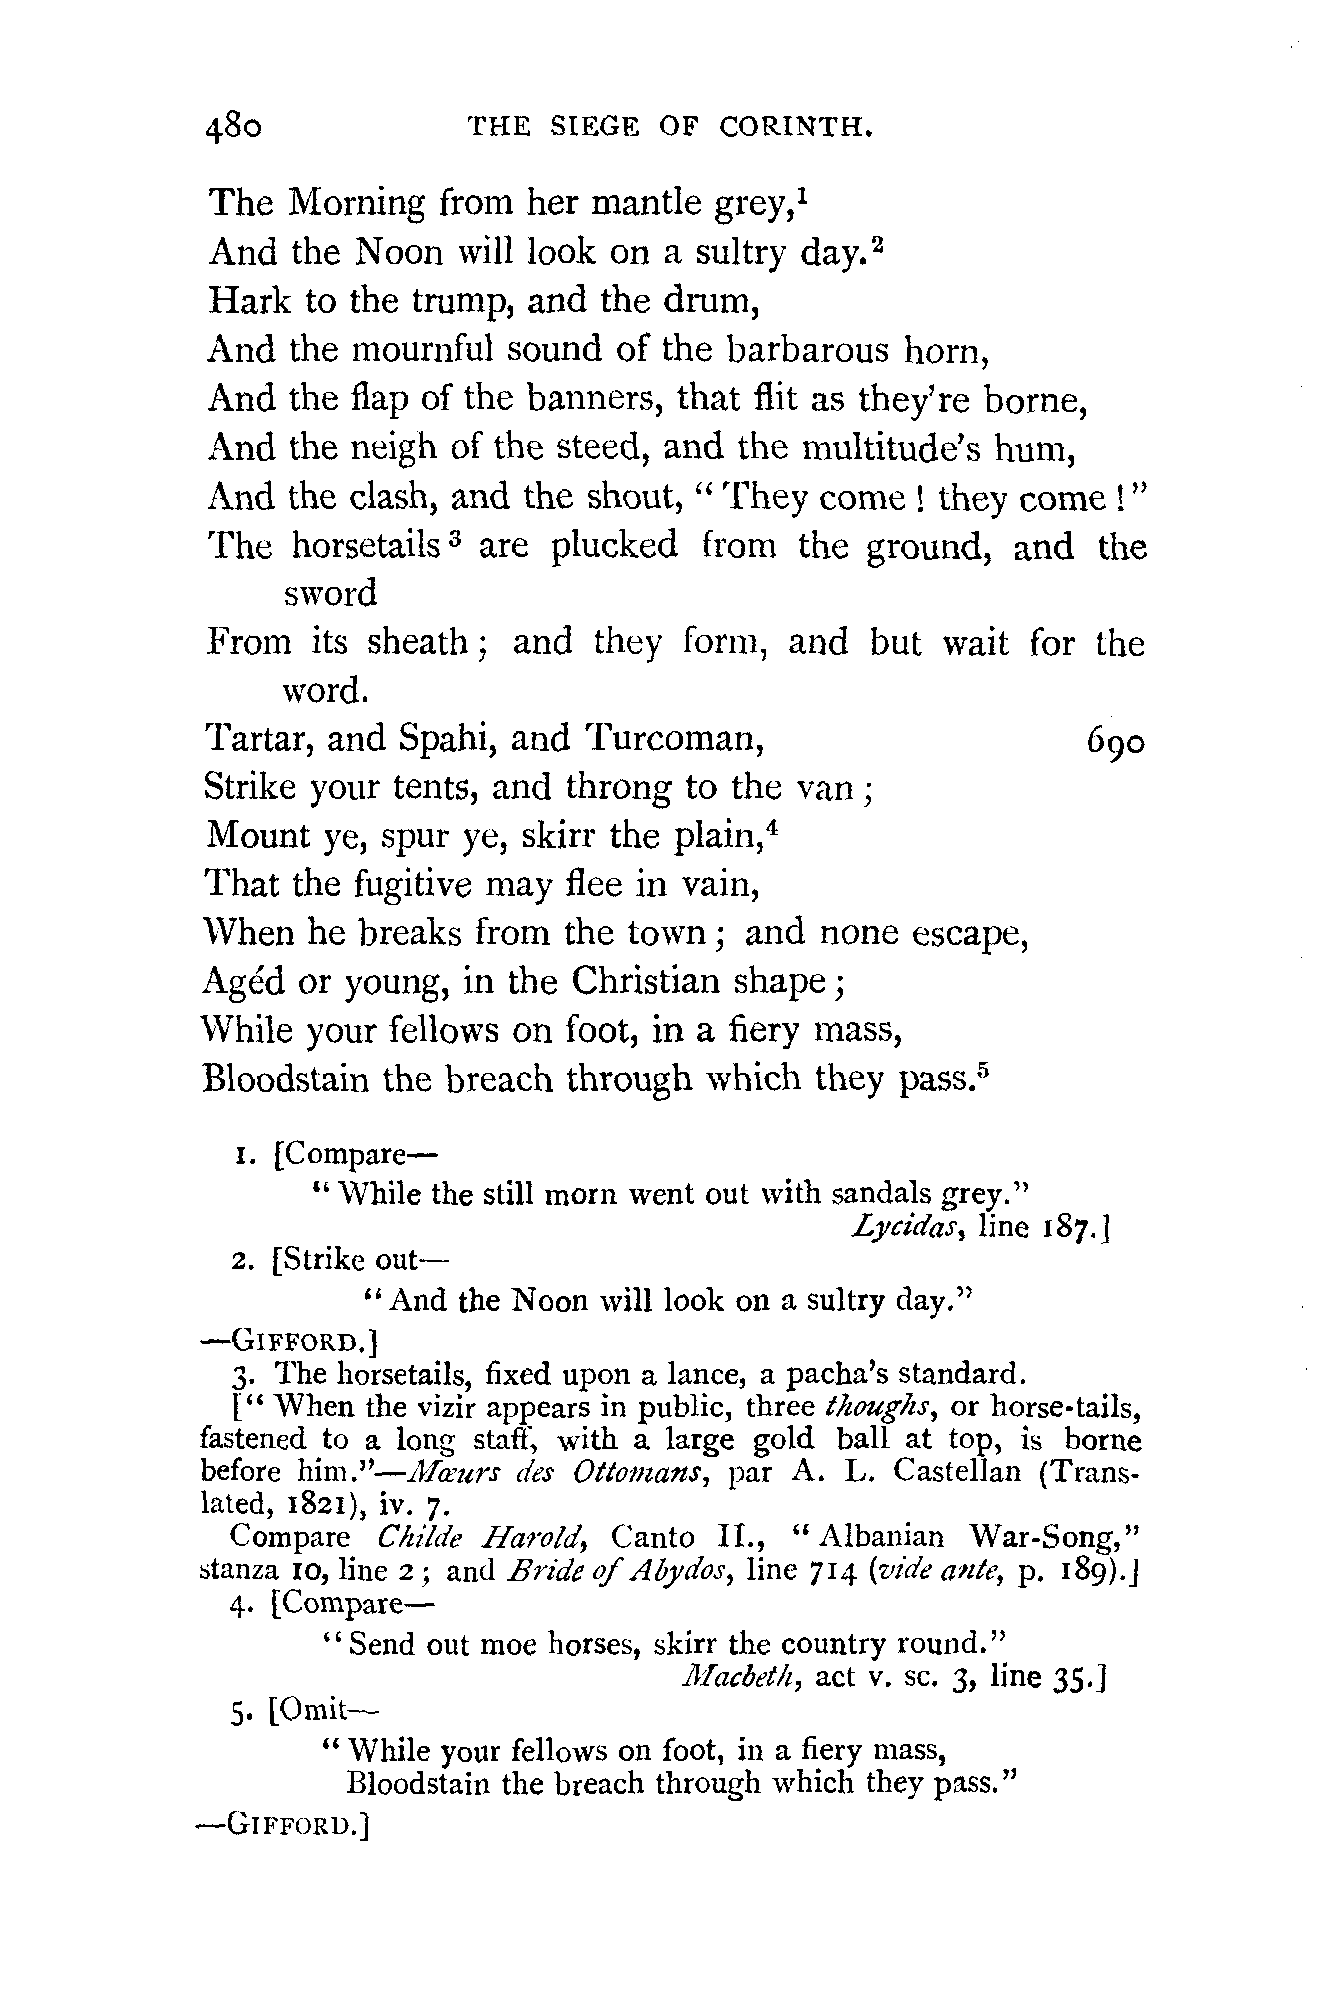 480 THE SIEGE OF CORINTH.
The Morning from her mantle grey,¹
And the Noon will look on a sultry day.²
Hark to the trump, and the drum,
And the mournful sound of the barbarous horn,
And the flap of the banners, that flit as they're borne,
And the neigh of the steed, and the multitude's hum,
And the clash, and the shout, “They come! they come!”
The horsetails³ are plucked from the ground, and the
sword
From its sheath; and they form, and but wait for the
word.
Tartar, and Spahi, and Turcoman, 690
Strike your tents, and throng to the van;
Mount ye, spur ye, skirr the plain,⁴
That the fugitive may flee in vain,
When he breaks from the town; and none escape,
Agéd or young, in the Christian shape;
While your fellows on foot, in a fiery mass,
Bloodstain the breach through which they pass.⁵
1. [Compare—
“While the still morn went out with sandals grey.”
Lycidas, line 187.]
2. [Strike out—
“And the Noon will look on a sultry day.”
—GIFFORD.]
3. The horsetails, fixed upon a lance, a pacha's standard.
[“When the vizir appears in public, three thoughs, or horse-tails,
fastened to a long staff, with a large gold ball at top, is borne
before him.”—Mœurs des Ottomans, par A. L. Castellan (Trans-
lated, 1821), iv. 7.
Compare Childe Harold, Canto II., “Albanian War-Song,”
stanza 10, line 2; and Bride of Abydos, line 714 (vide ante, p. 189).]
4. [Compare—
“Send out moe horses, skirr the country round.”
Macbeth, act v. sc. 3, line 35.]
5. [Omit—
“While your fellows on foot, in a fiery mass,
Bloodstain the breach through which they pass.”
—GIFFORD.]